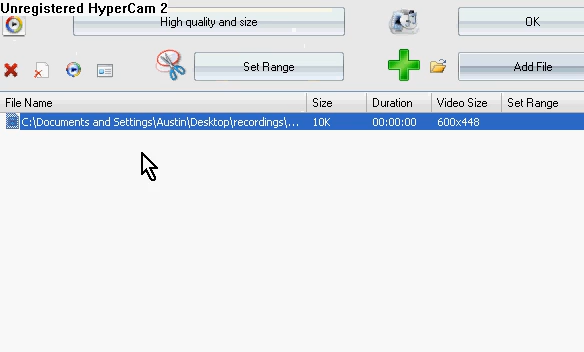 Unregistered HyperCam 2
High quality and size
OK
Set Range
Add File
File Name Size Duration Video Size Set Range
C:\Documents and Settings\Austin\Desktop\recordings\... 10K 00:00:00 600x448